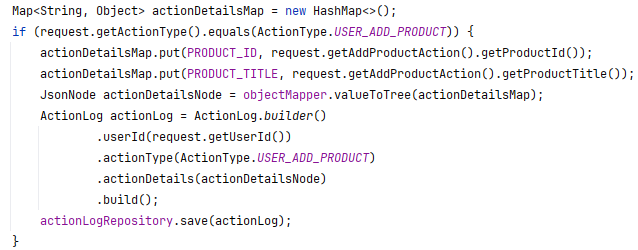 Map<String, Object> actionDetailsMap = new HashMap<>();
if (request.getActionType().equals(ActionType.USER_ADD_PRODUCT)) {
    actionDetailsMap.put(PRODUCT_ID, request.getAddProductAction().getProductId());
    actionDetailsMap.put(PRODUCT_TITLE, request.getAddProductAction().getProductTitle());
    JsonNode actionDetailsNode = objectMapper.valueToTree(actionDetailsMap);
    ActionLog actionLog = ActionLog.builder()
            .userId(request.getUserId())
            .actionType(ActionType.USER_ADD_PRODUCT)
            .actionDetails(actionDetailsNode)
            .build();
    actionLogRepository.save(actionLog);
}